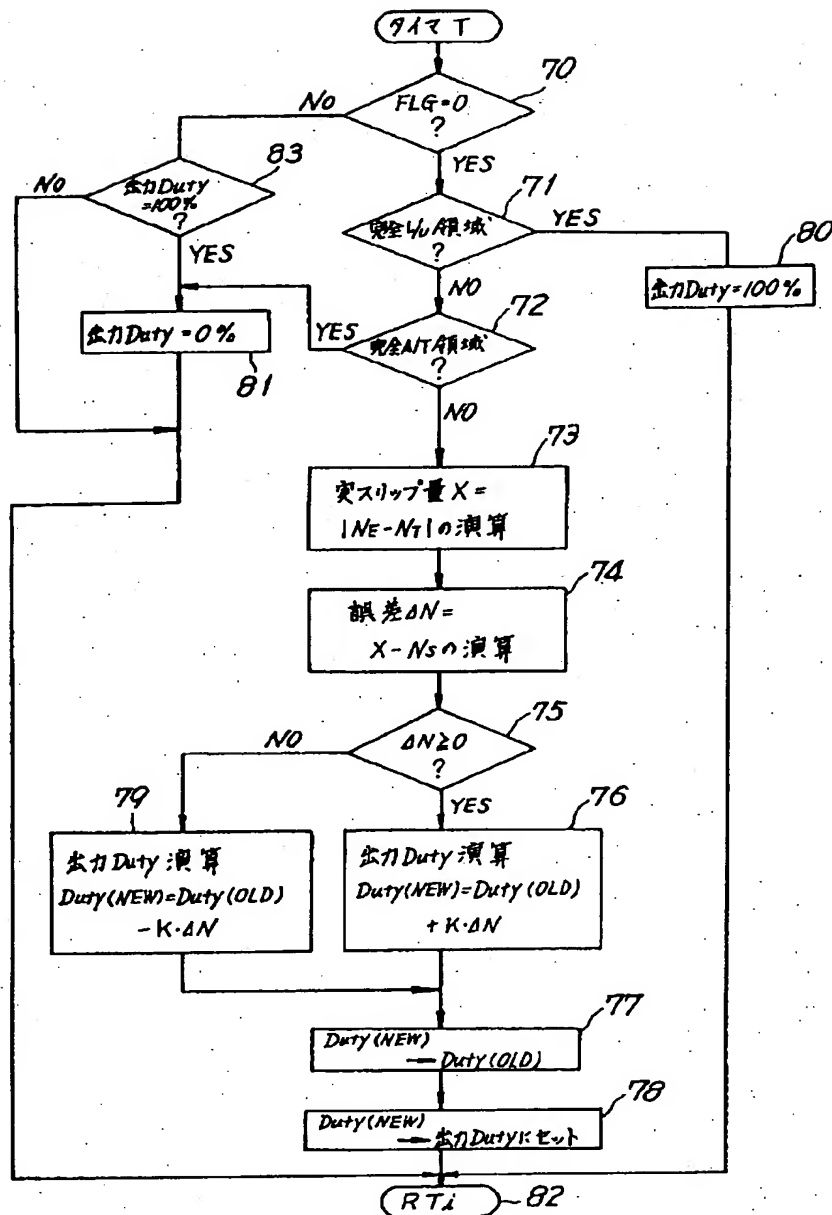 タイマ T
70
FLG=0
?
NO
YES
83
出力Duty
=100%
?
NO
YES
71
完全L/U領域
?
YES
NO
80
出力Duty=100%
72
完全A/T領域
?
YES
NO
出力Duty=0%
81
73
実スリップ量X=
|NE-NT|の演算
74
誤差ΔN=
X-NSの演算
75
ΔN≧0
?
NO
YES
79
出力Duty演算
Duty(NEW)=Duty(OLD)
-K・ΔN
76
出力Duty演算
Duty(NEW)=Duty(OLD)
+K・ΔN
77
Duty(NEW)
→Duty(OLD)
78
Duty(NEW)
→出力Dutyにセット
RTi
82